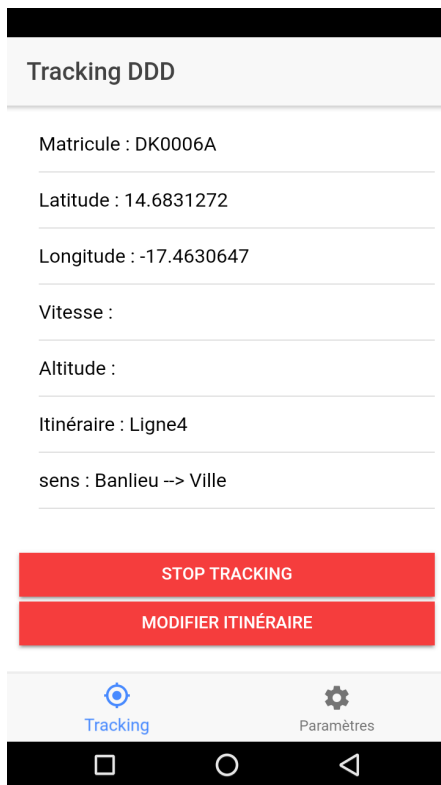 Tracking DDD
Matricule : DK0006A
Latitude : 14.6831272
Longitude : -17.4630647
Vitesse :
Altitude :
Itinéraire : Ligne4
sens : Banlieu --> Ville
STOP TRACKING
MODIFIER ITINÉRAIRE
Tracking
Paramètres